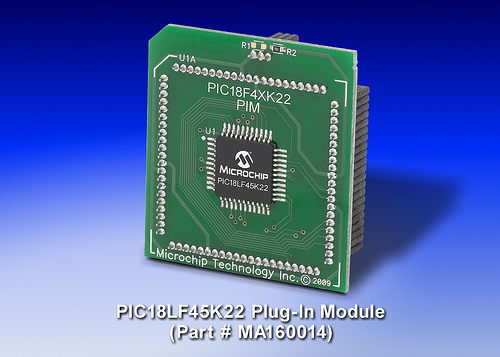 R1 R2
U1A
PIC18F4XK22
PIM
U1
MICROCHIP
PIC18LF45K22
Microchip Technology Inc. © 2009
PIC18LF45K22 Plug-In Module
(Part # MA160014)